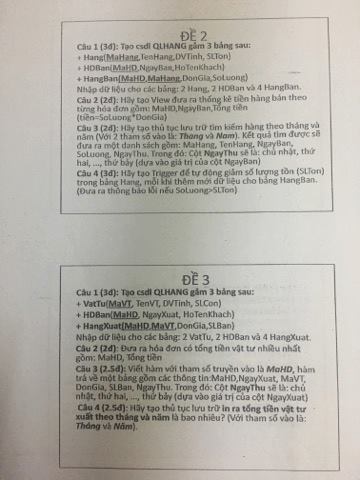 ĐỀ 2
Câu 1 (3đ): Tạo csdl QLHANG gồm 3 bảng sau:
+ Hang(MaHang,TenHang,DVTinh, SLTon)
+ HDBan(MaHD,NgayBan, HoTenKhach)
+ HangBan(MaHD,MaHang,DonGia,SoLuong)
Nhập dữ liệu cho các bảng: 2 Hang, 2 HDBan và 4 HangBan.
Câu 2 (2đ): Hãy tạo View đưa ra thống kê tiền hàng bán theo
từng hóa đơn gồm: MaHD,NgayBan,Tổng tiền
(tiền=SoLuong*DonGia)
Câu 3 (2đ): Hãy tạo thủ tục lưu trữ tìm kiếm hàng theo tháng và
năm (Với 2 tham số vào là: Thang và Nam). Kết quả tìm được sẽ
đưa ra một danh sách gồm: MaHang, TenHang, NgayBan,
SoLuong, NgayThu. Trong đó: Cột NgayThu sẽ là: chủ nhật, thứ
hai, ..., thứ bảy (dựa vào giá trị của cột NgayBan)
Câu 4 (3đ): Hãy tạo Trigger để tự động giảm số lượng tồn (SLTon)
trong bảng Hang, mỗi khi thêm mới dữ liệu cho bảng HangBan.
(Đưa ra thông báo lỗi nếu SoLuong>SLTon)
ĐỀ 3
Câu 1 (3đ): Tạo csdl QLHANG gồm 3 bảng sau:
+ VatTu(MaVT, TenVT, DVTinh, SLCon)
+ HDBan(MaHD, NgayXuat, HoTenKhach)
+ HangXuat(MaHD,MaVT,DonGia,SLBan)
Nhập dữ liệu cho các bảng: 2 VatTu, 2 HDBan và 4 HangXuat.
Câu 2 (2đ): Đưa ra hóa đơn có tổng tiền vật tư nhiều nhất
gồm: MaHD, Tổng tiền
Câu 3 (2.5đ): Viết hàm với tham số truyền vào là MaHD, hàm
trả về một bảng gồm các thông tin:MaHD,NgayXuat, MaVT,
DonGia, SLBan, NgayThu. Trong đó: Cột NgayThu sẽ là: chủ
nhật, thứ hai, ..., thứ bảy (dựa vào giá trị của cột NgayXuat)
Câu 4 (2.5đ): Hãy tạo thủ tục lưu trữ in ra tổng tiền vật tư
xuất theo tháng và năm là bao nhiêu? (Với tham số vào là:
Tháng và Năm).